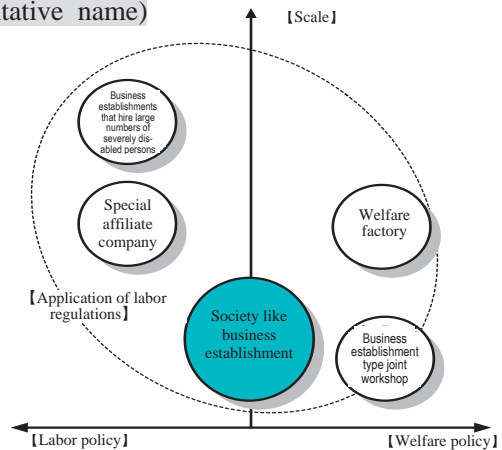 tative name)
【Scale】
Business
establishments
that hire large
numbers of
severely dis-
abled persons
Special
affiliate
company
Welfare
factory
【Application of labor
regulations】
Society like
business
establishment
Business
establishment
type joint
workshop
【Labor policy】
【Welfare policy】